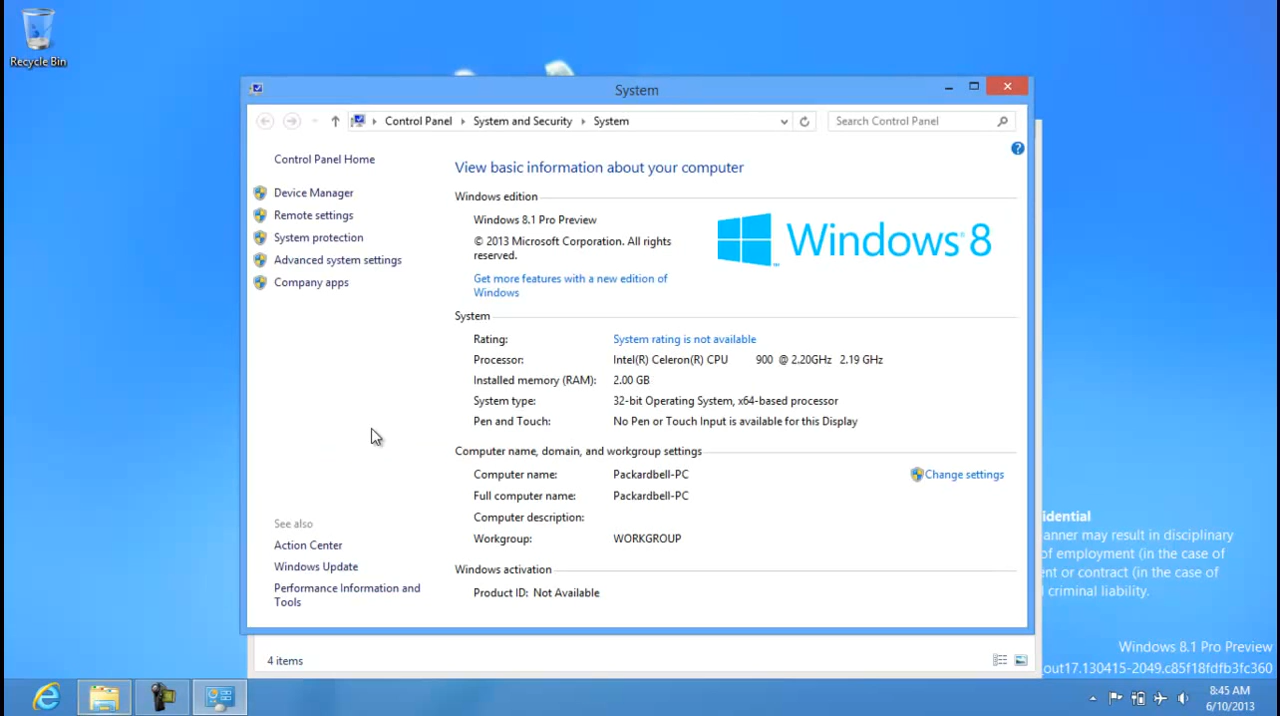 Recycle Bin
System
Control Panel
System and Security
System
Search Control Panel
Control Panel Home
Device Manager
Remote settings
System protection
Advanced system settings
Company apps
See also
Action Center
Windows Update
Performance Information and
Tools
View basic information about your computer
Windows edition
Windows 8.1 Pro Preview
© 2013 Microsoft Corporation. All rights
reserved.
Get more features with a new edition of
Windows
Windows® 8
System
Rating: System rating is not available
Processor: Intel(R) Celeron(R) CPU 900 @ 2.20GHz 2.19 GHz
Installed memory (RAM): 2.00 GB
System type: 32-bit Operating System, x64-based processor
Pen and Touch: No Pen or Touch Input is available for this Display
Computer name, domain, and workgroup settings
Computer name: Packardbell-PC
Change settings
Full computer name: Packardbell-PC
Computer description:
Workgroup: WORKGROUP
Windows activation
Product ID: Not Available
4 items
idential
anner may result in disciplinary
of employment (in the case of
ent or contract (in the case of
criminal liability.
Windows 8.1 Pro Preview
out17.130415-2049.c85f18fdfb3fc360
8:45 AM
6/10/2013